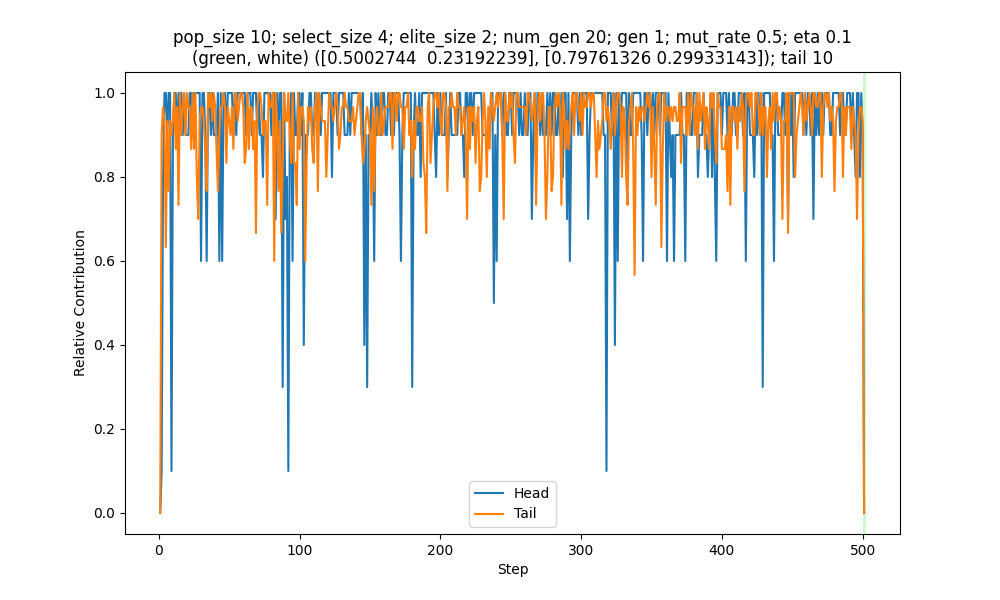 pop_size 10; select_size 4; elite_size 2; num_gen 20; gen 1; mut_rate 0.5; eta 0.1
(green, white) ([0.5002744  0.23192239], [0.79761326 0.29933143]); tail 10
1.0
0.8
0.6
0.4
0.2
0.0
Relative Contribution
Head
Tail
0
100
200
300
400
500
Step